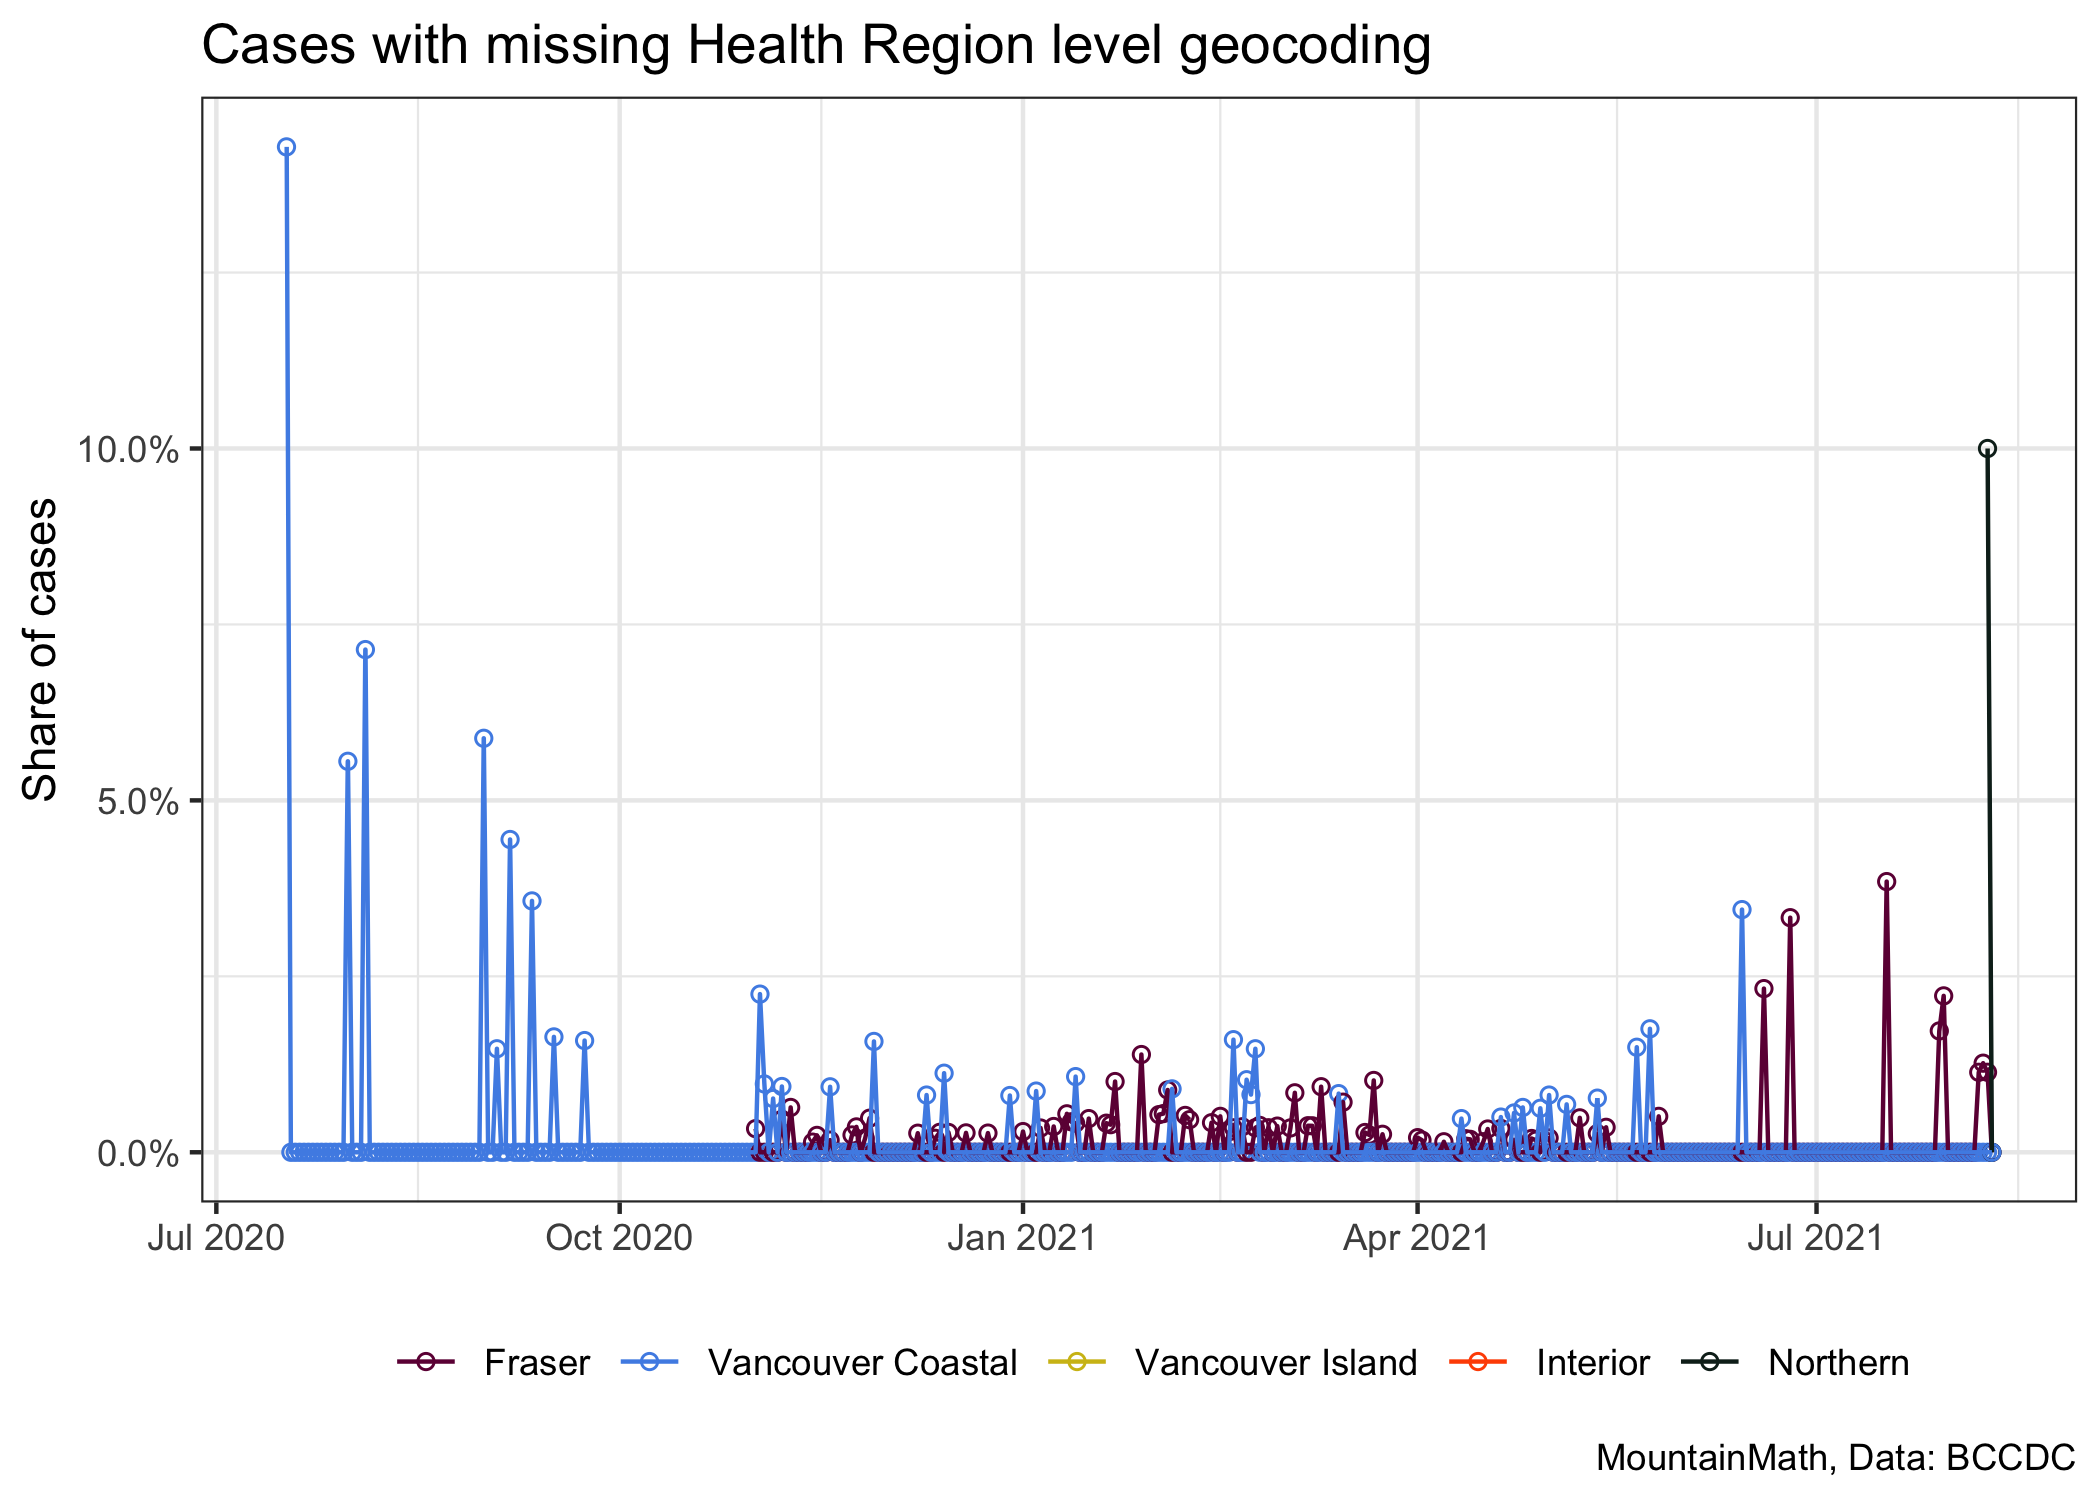 Cases with missing Health Region level geocoding
Share of cases
10.0%
5.0%
0.0%
Jul 2020 Oct 2020 Jan 2021 Apr 2021 Jul 2021
Fraser Vancouver Coastal Vancouver Island Interior Northern
MountainMath, Data: BCCDC